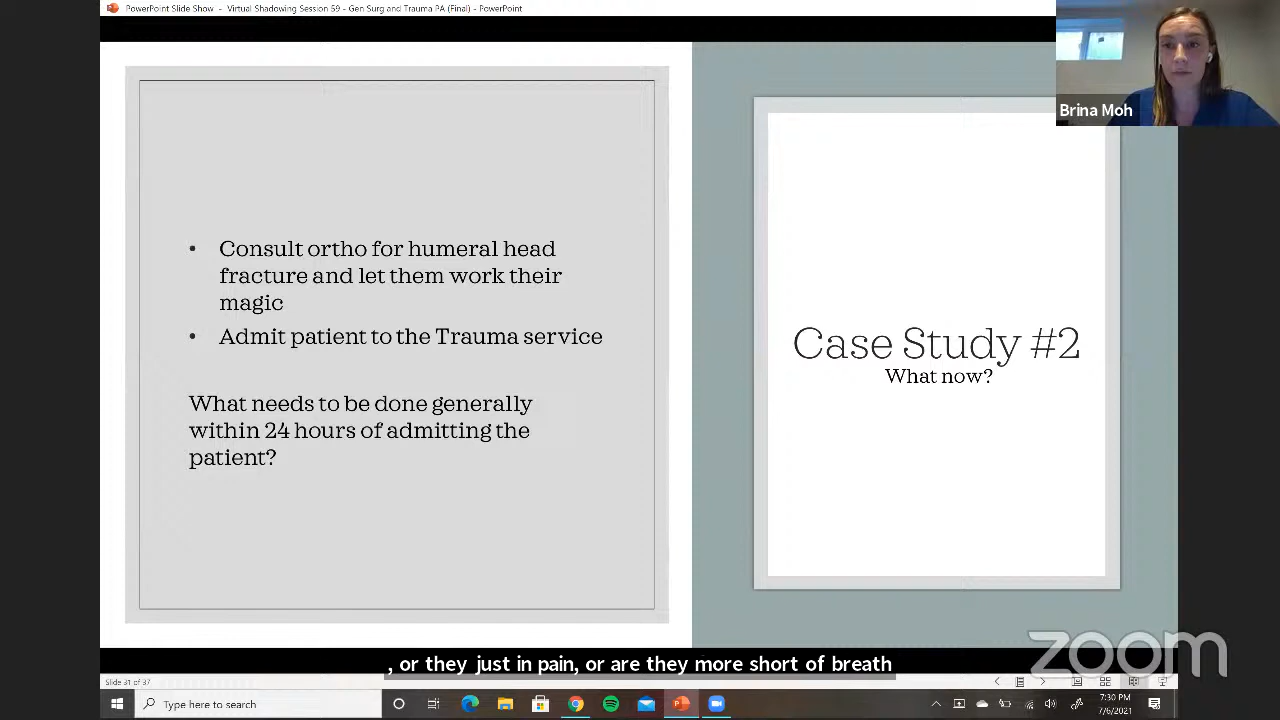 PowerPoint Slide Show - Virtual Shadowing Session 59 - Gen Surg and Trauma PA (Final) - PowerPoint
Brina Moh
• Consult ortho for humeral head
fracture and let them work their
magic
• Admit patient to the Trauma service
What needs to be done generally
within 24 hours of admitting the
patient?
Case Study #2
What now?
, or they just in pain, or are they more short of breath
zoom
Slide 31 of 37
Type here to search
7:30 PM
7/6/2021